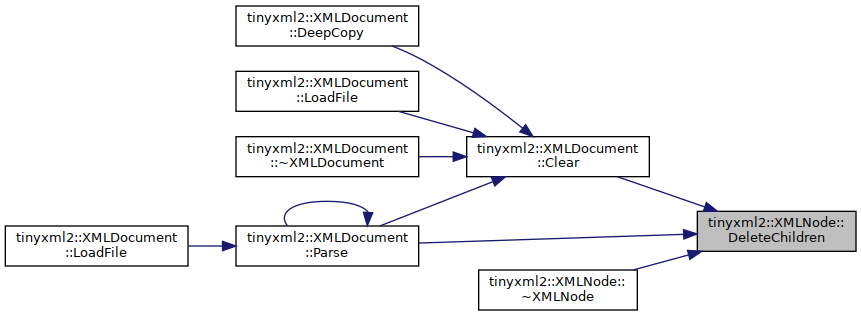 tinyxml2::XMLDocument
::DeepCopy
tinyxml2::XMLDocument
::LoadFile
tinyxml2::XMLDocument
::~XMLDocument
tinyxml2::XMLDocument
::Clear
tinyxml2::XMLNode::
DeleteChildren
tinyxml2::XMLDocument
::LoadFile
tinyxml2::XMLDocument
::Parse
tinyxml2::XMLNode::
~XMLNode